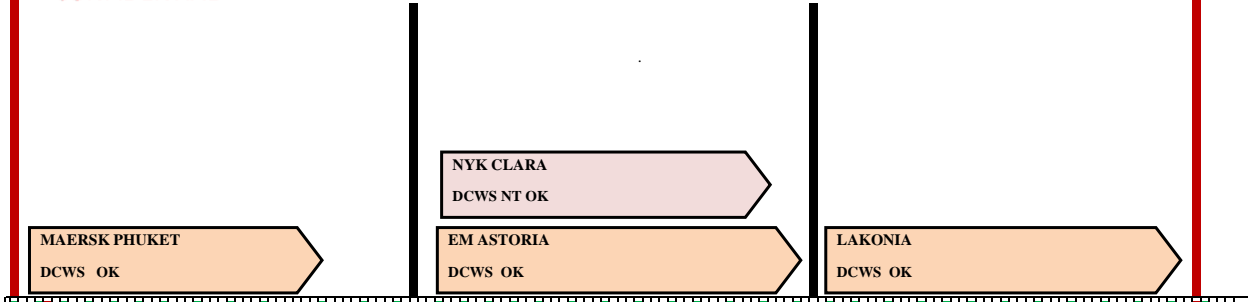 NYK CLARA
DCWS NT OK
MAERSK PHUKET
DCWS OK
EM ASTORIA
DCWS OK
LAKONIA
DCWS OK